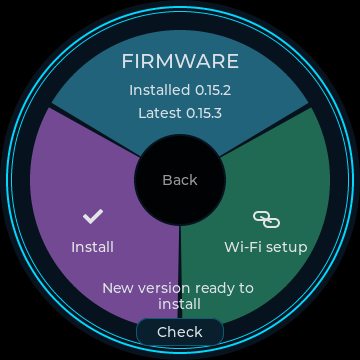 FIRMWARE
Installed 0.15.2
Latest 0.15.3
Back
Install
Wi-Fi setup
New version ready to
install
Check